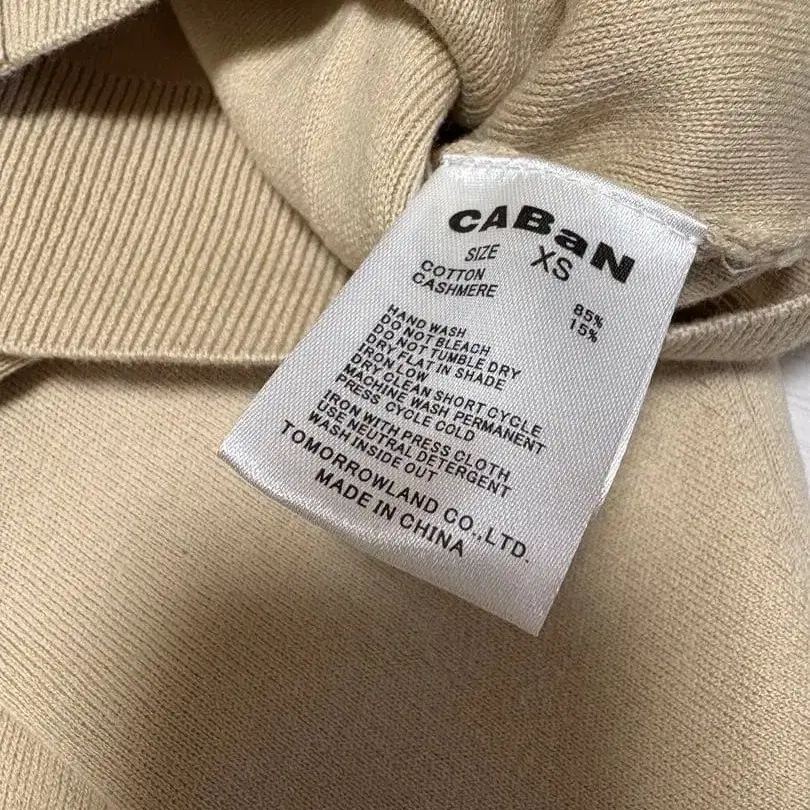 CABaN
SIZE XS
COTTON 85%
CASHMERE 15%
HAND WASH
DO NOT BLEACH
DO NOT TUMBLE DRY
DRY FLAT IN SHADE
IRON LOW
DRY CLEAN SHORT CYCLE
MACHINE WASH PERMANENT
PRESS CYCLE COLD
IRON WITH PRESS CLOTH
USE NEUTRAL DETERGENT
WASH INSIDE OUT
TOMORROWLAND CO.,LTD.
MADE IN CHINA